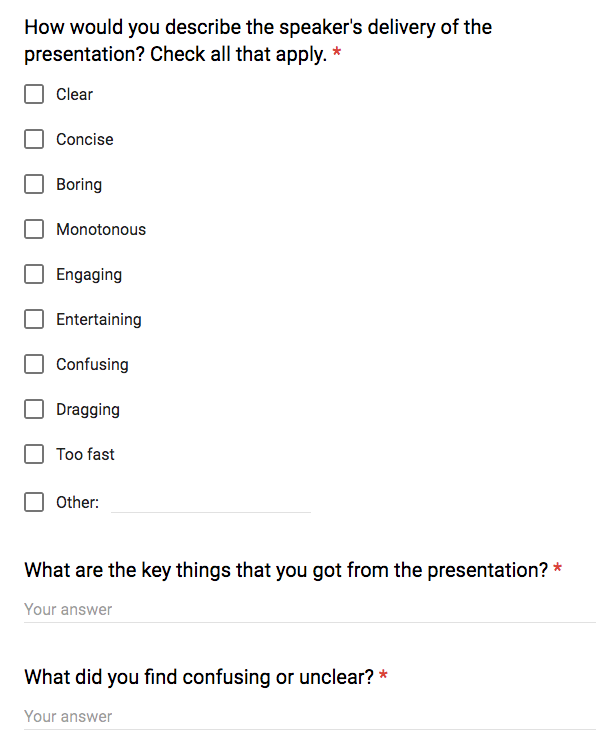 How would you describe the speaker's delivery of the
presentation? Check all that apply. *
Clear
Concise
Boring
Monotonous
Engaging
Entertaining
Confusing
Dragging
Too fast
Other:
What are the key things that you got from the presentation? *
Your answer
What did you find confusing or unclear? *
Your answer